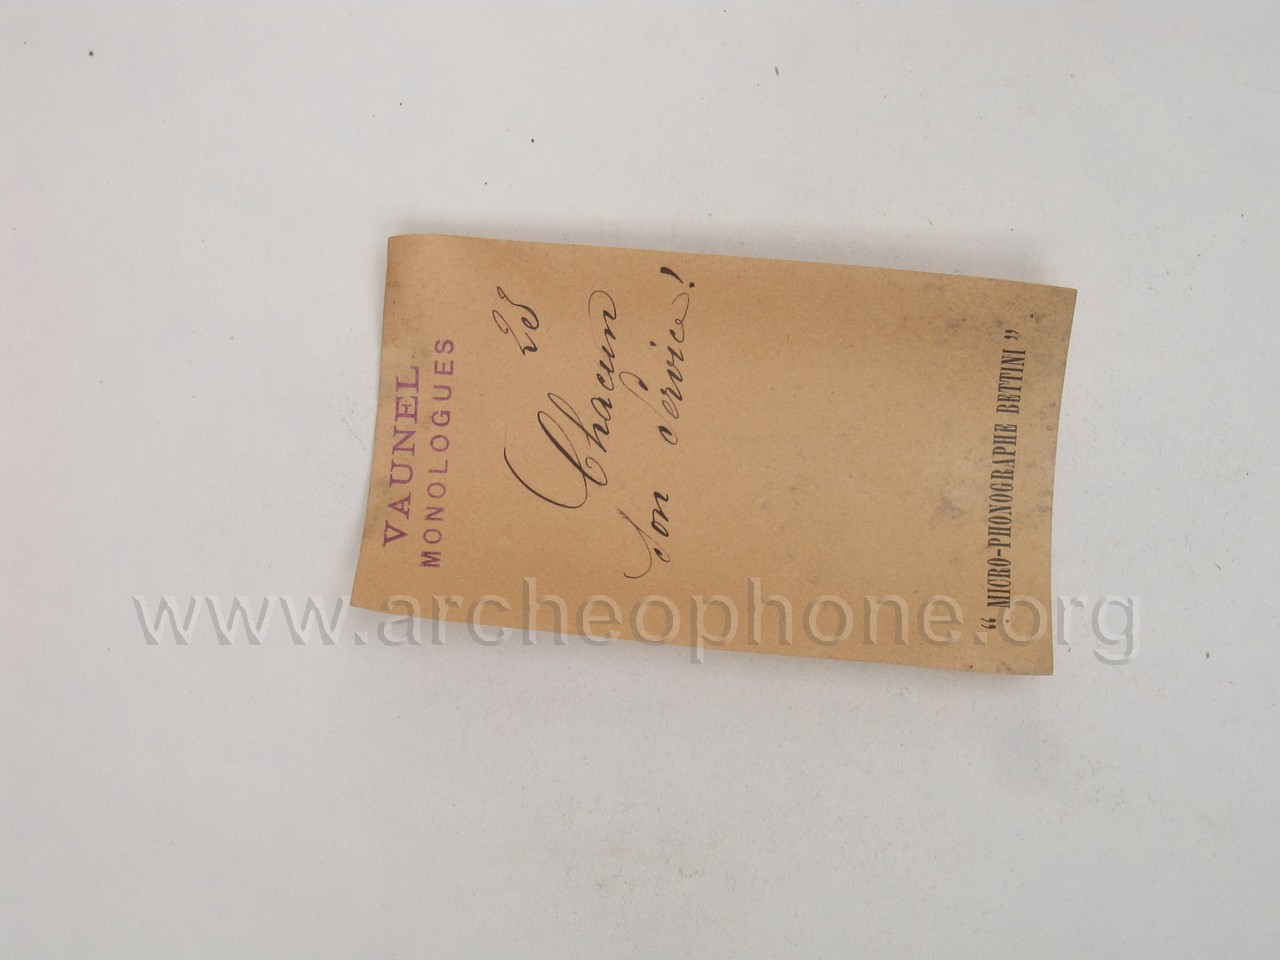 VAUNEL
MONOLOGUES
Chacun
son service!
" MICRO-PHONOGRAPHE BETTINI "
www.archeophone.org